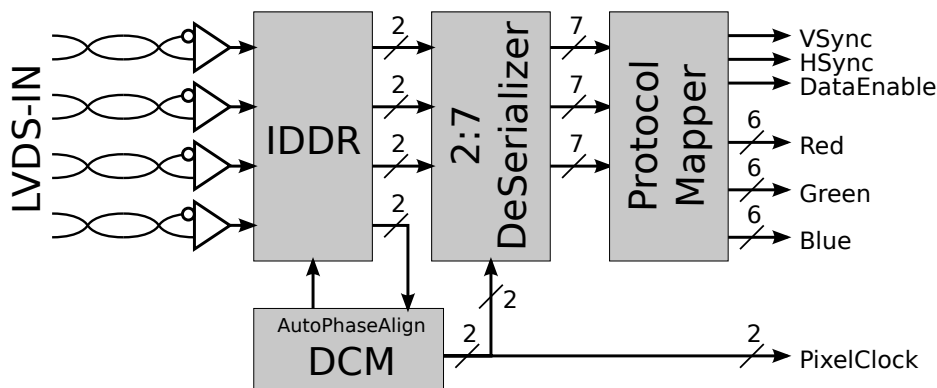 LVDS-IN
IDDR
2
2
2
2
2:7
DeSerializer
7
7
7
Protocol
Mapper
VSync
HSync
DataEnable
6
Red
6
Green
6
Blue
AutoPhaseAlign
DCM
2
2
2
PixelClock